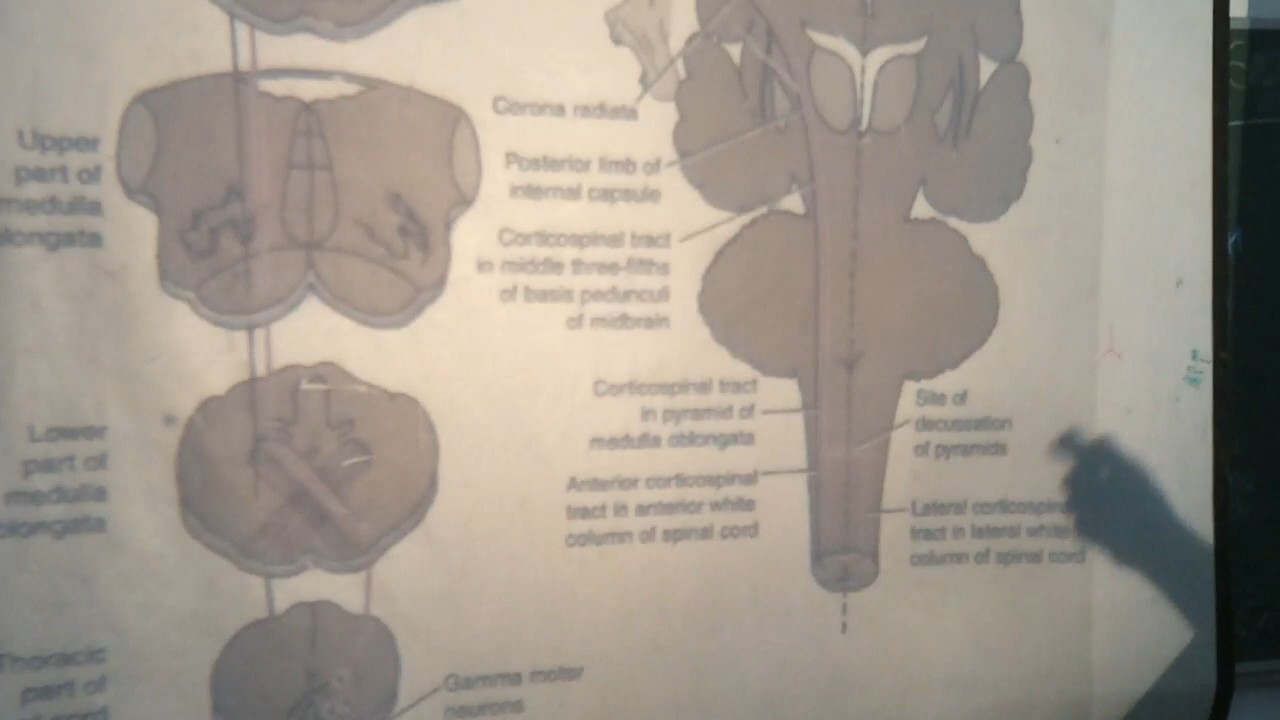 Upper
part of
medulla
oblongata
Corona radiata
Posterior limb of
internal capsule
Corticospinal tract
in middle three-fifths
of basis pedunculi
of midbrain
Lower
part of
medulla
oblongata
Corticospinal tract
in pyramid of
medulla oblongata
Anterior corticospinal
tract in anterior white
column of spinal cord
Site of
decussation
of pyramids
Lateral corticospinal
tract in lateral white
column of spinal cord
Thoracic
part of
cord
Gamma motor
neurons